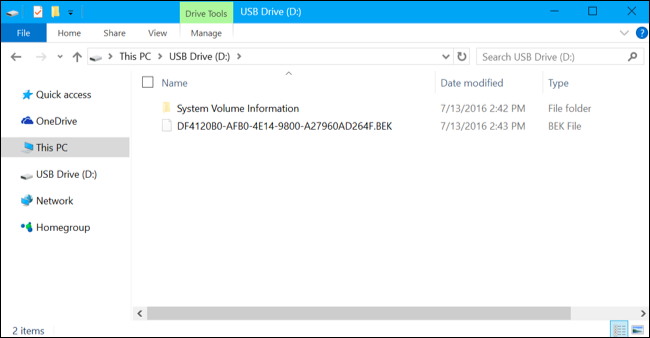 Drive Tools USB Drive (D:)
File Home Share View Manage
This PC > USB Drive (D:) > Search USB Drive (D:)
Name Date modified Type
Quick access
System Volume Information 7/13/2016 2:42 PM File folder
OneDrive
DF4120B0-AFB0-4E14-9800-A27960AD264F.BEK 7/13/2016 2:43 PM BEK File
This PC
USB Drive (D:)
Network
Homegroup
2 items